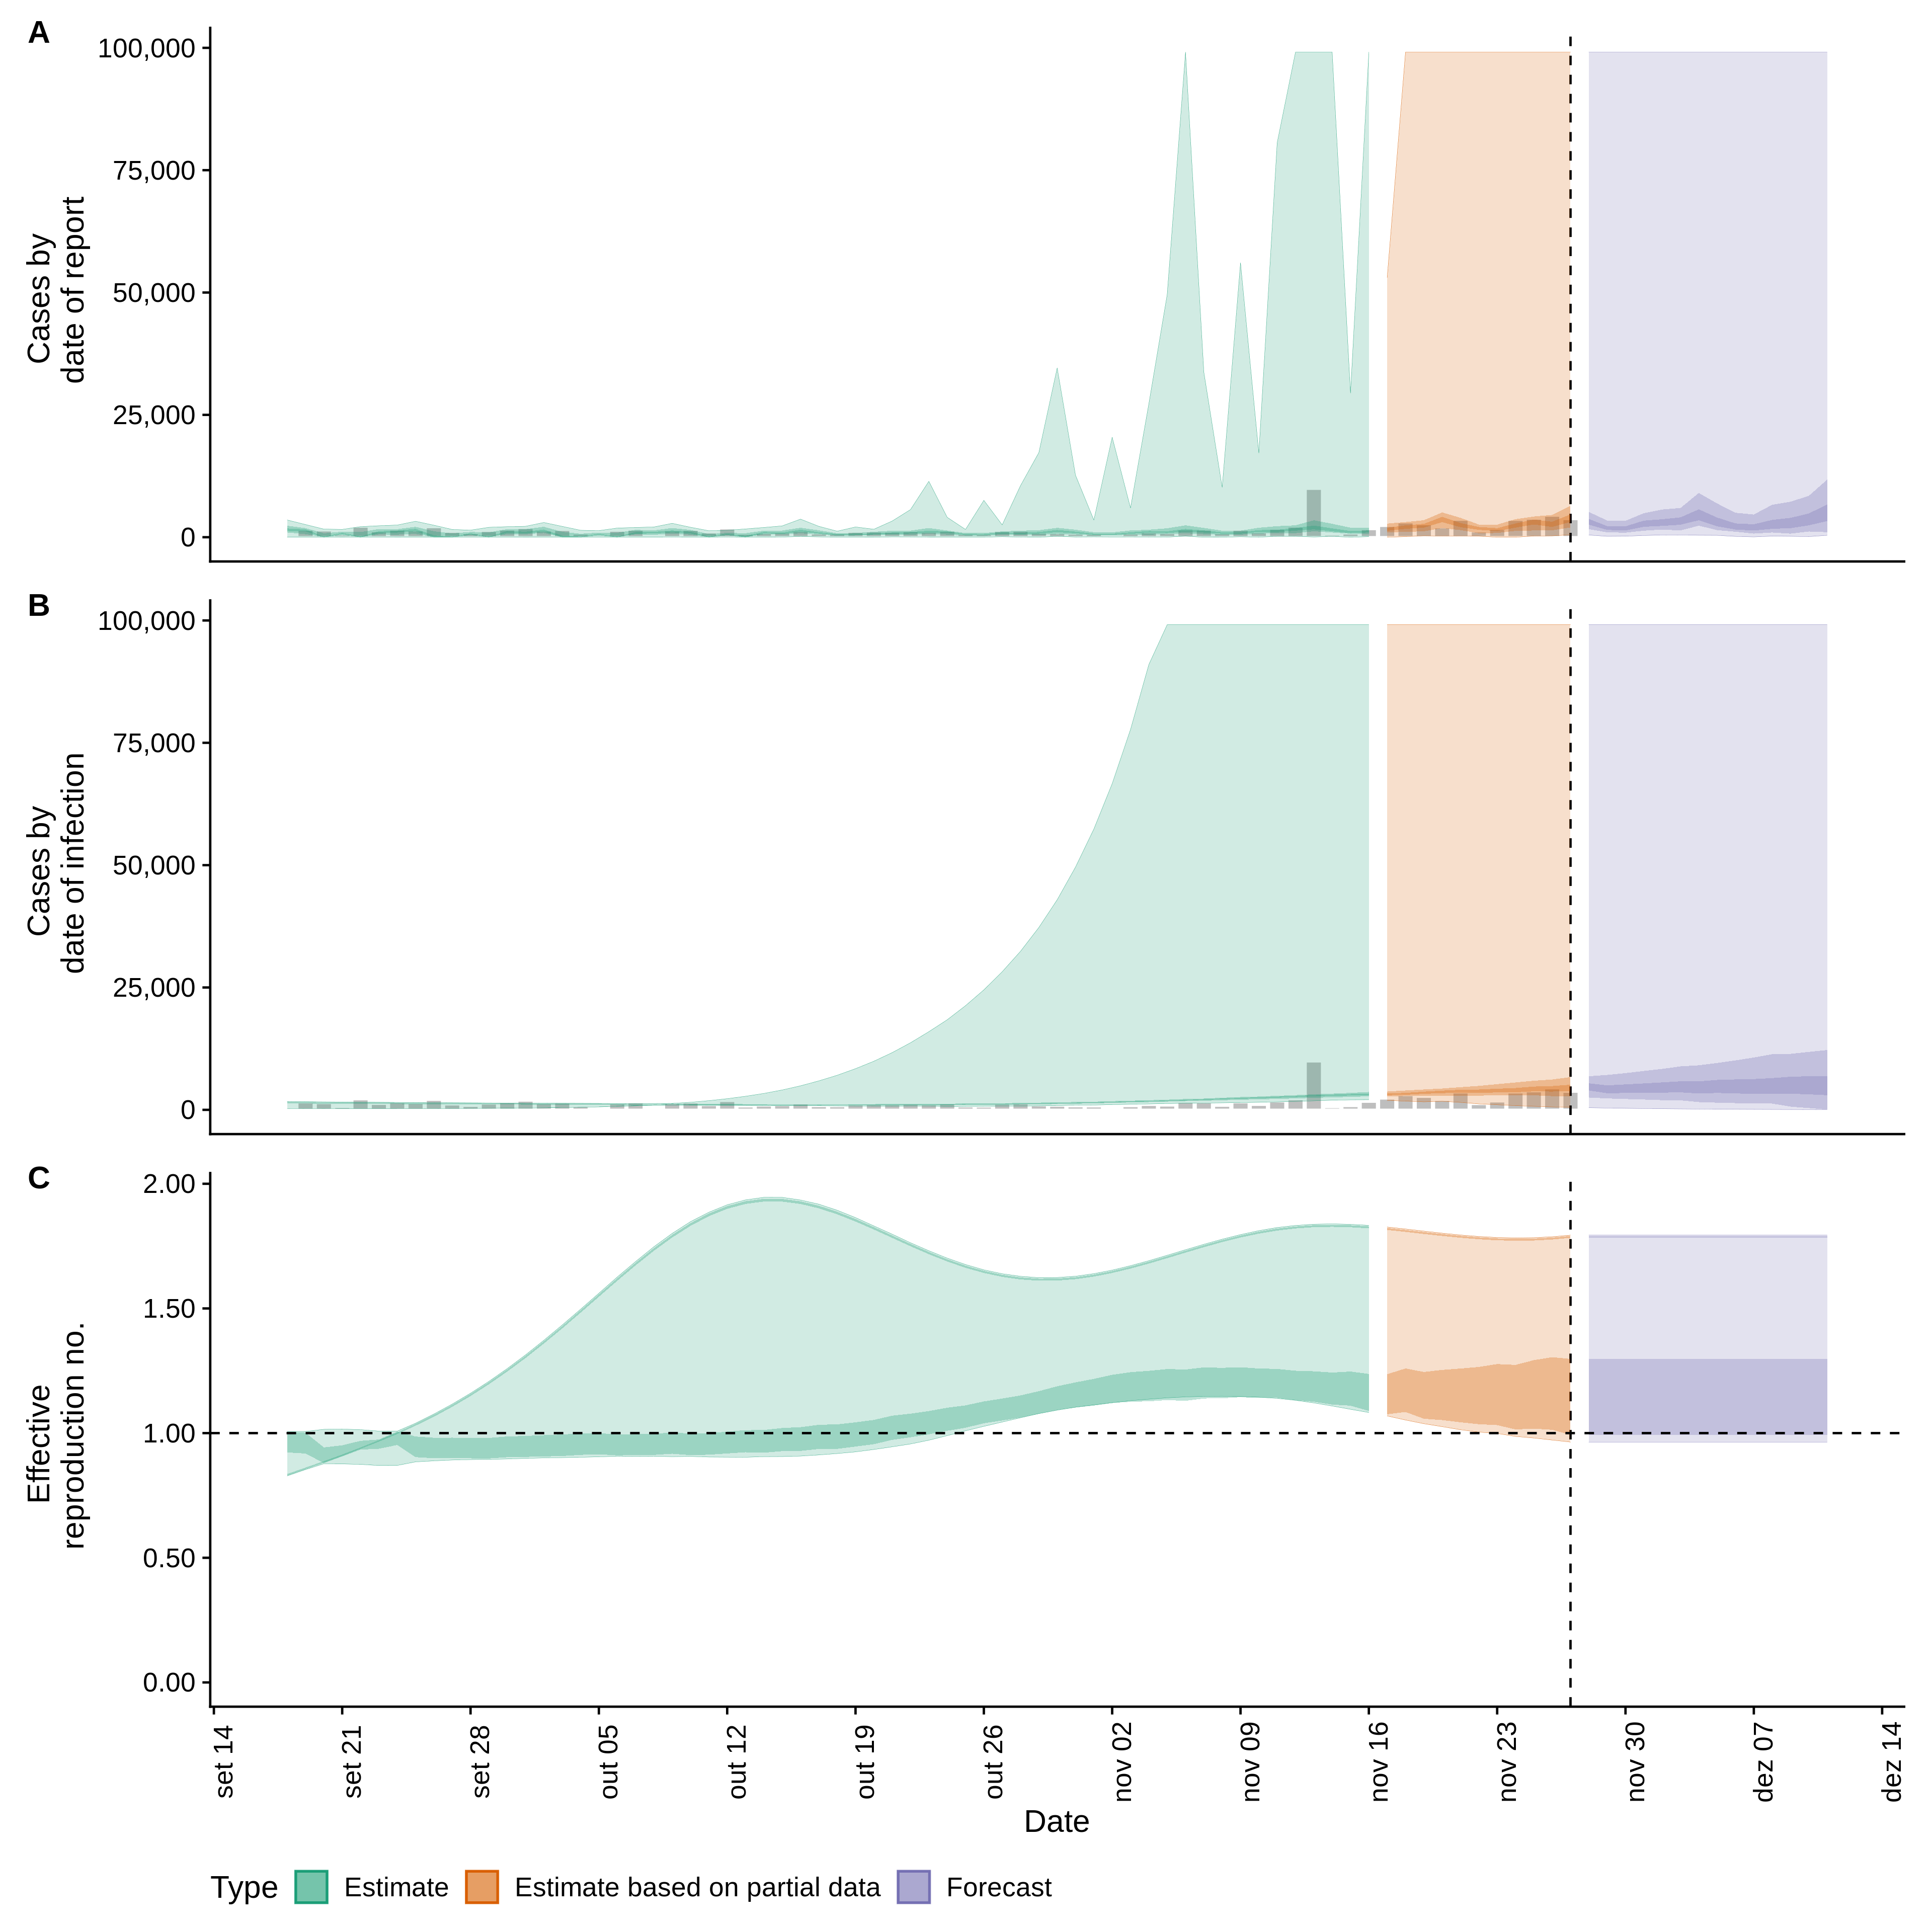 A
100,000
75,000
50,000
25,000
0
Cases by
date of report
B
100,000
75,000
50,000
25,000
0
Cases by
date of infection
C
2.00
1.50
1.00
0.50
0.00
Effective
reproduction no.
set 14
set 21
set 28
out 05
out 12
out 19
out 26
nov 02
nov 09
nov 16
nov 23
nov 30
dez 07
dez 14
Date
Type
Estimate
Estimate based on partial data
Forecast